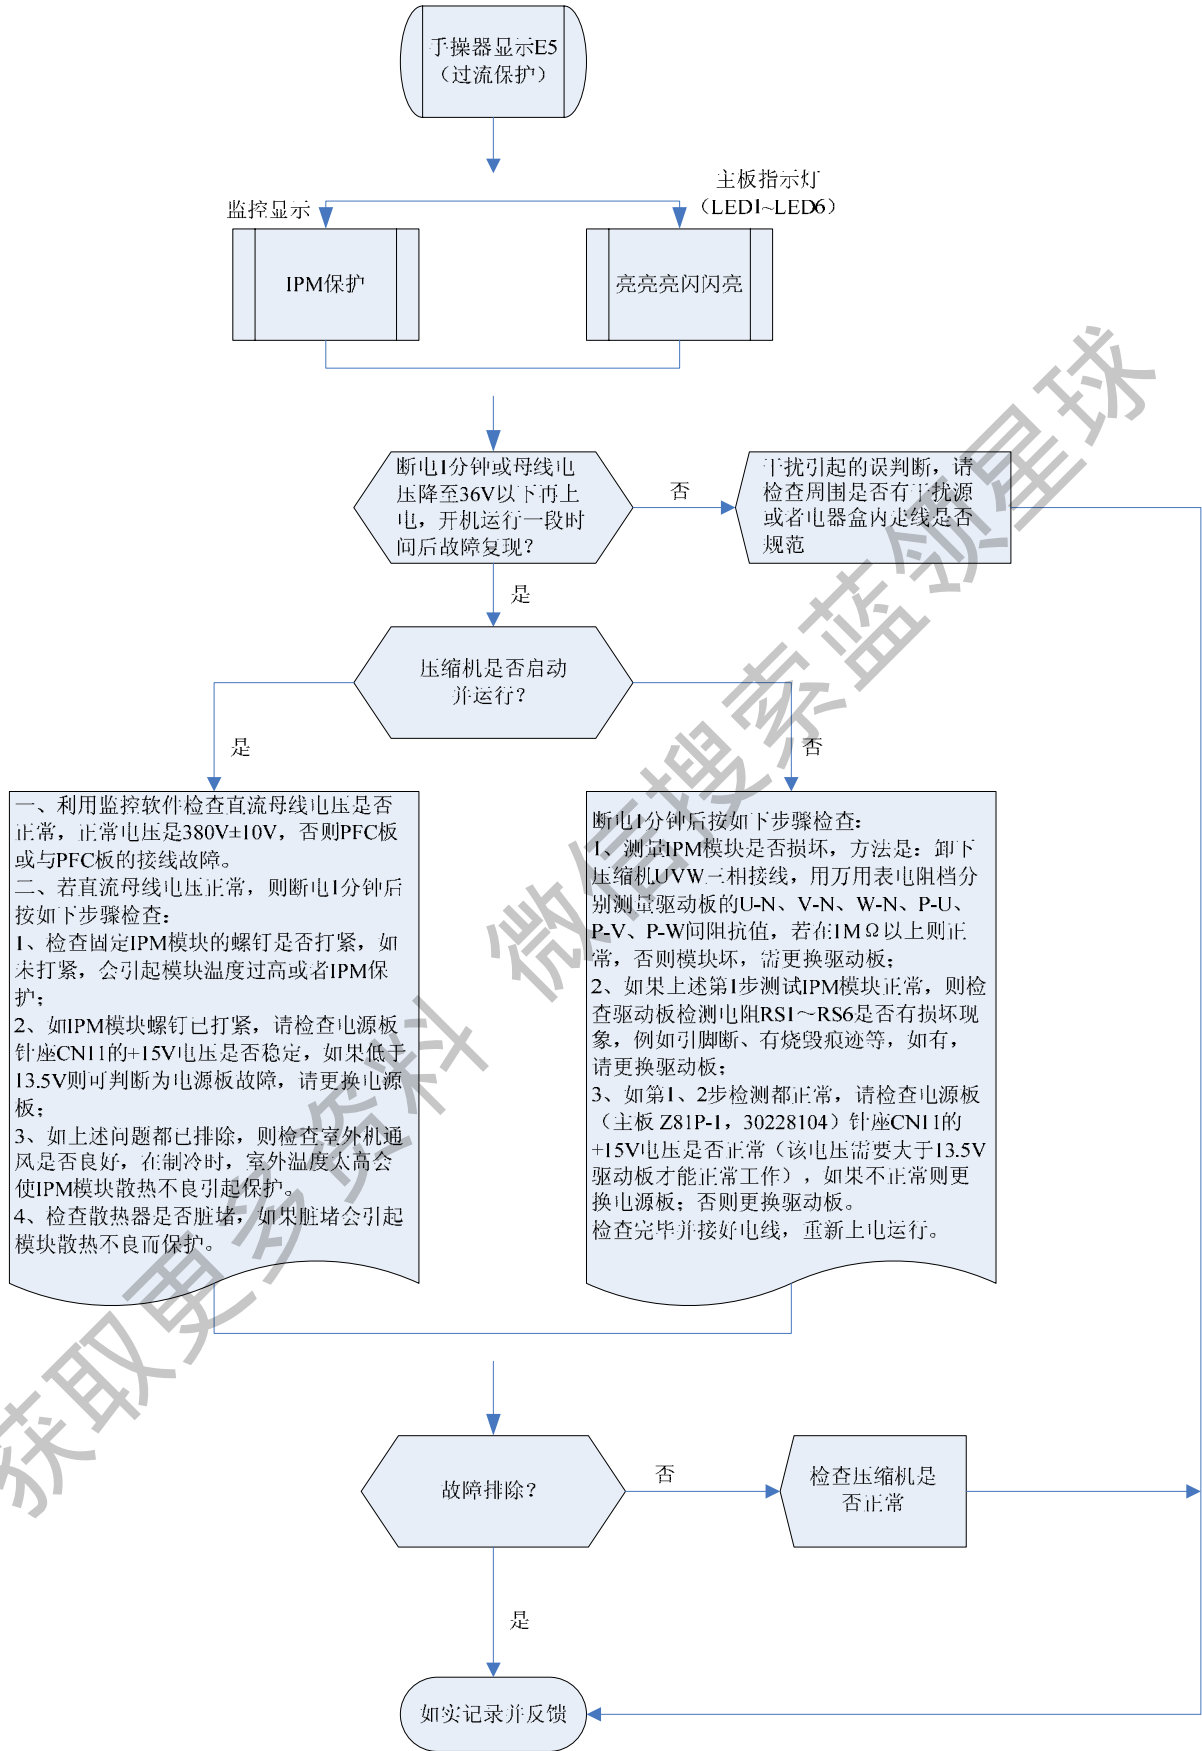 手操器显示E5
（过流保护）
监控显示
主板指示灯
（LED1~LED6）
IPM保护
亮亮亮闪闪亮
断电1分钟或母线电
压降至36V以下再上
电，开机运行一段时
间后故障复现？
否
干扰引起的误判断，请
检查周围是否有干扰源
或者电器盒内走线是否
规范
是
压缩机是否启动
并运行？
是
否
一、利用监控软件检查直流母线电压是否
正常，正常电压是380V±10V，否则PFC板
或与PFC板的接线故障。
二、若直流母线电压正常，则断电1分钟后
按如下步骤检查：
1、检查固定IPM模块的螺钉是否打紧，如
未打紧，会引起模块温度过高或者IPM保
护；
2、如IPM模块螺钉已打紧，请检查电源板
针座CN11的+15V电压是否稳定，如果低于
13.5V则可判断为电源板故障，请更换电源
板；
3、如上述问题都已排除，则检查室外机通
风是否良好，在制冷时，室外温度太高会
使IPM模块散热不良引起保护。
4、检查散热器是否脏堵，如果脏堵会引起
模块散热不良而保护。
断电1分钟后按如下步骤检查：
1、测量IPM模块是否损坏，方法是：卸下
压缩机UVW三相接线，用万用表电阻档分
别测量驱动板的U-N、V-N、W-N、P-U、
P-V、P-W间阻抗值，若在1MΩ以上则正
常，否则模块坏，需更换驱动板；
2、如果上述第1步测试IPM模块正常，则检
查驱动板检测电阻RS1～RS6是否有损坏现
象，例如引脚断、有烧毁痕迹等，如有，
请更换驱动板；
3、如第1、2步检测都正常，请检查电源板
（主板 Z81P-1，30228104）针座CN11的
+15V电压是否正常（该电压需要大于13.5V
驱动板才能正常工作），如果不正常则更
换电源板；否则更换驱动板。
检查完毕并接好电线，重新上电运行。
故障排除？
否
检查压缩机是
否正常
是
如实记录并反馈
获取更多资料 微信搜索蓝领星球